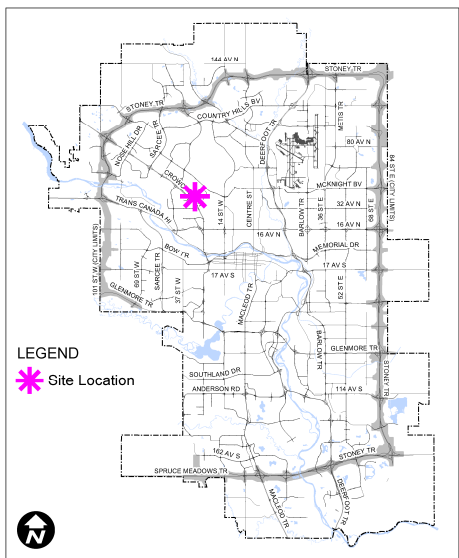 144 AV N
STONEY TR
STONEY TR
COUNTRY HILLS BV
NOSE HILL DR
SARCEE TR
DEERFOOT TR
METIS TR
80 AV N
CROWC
MCKNIGHT BV
84 ST E (CITY LIMITS)
14 ST W
CENTRE ST
BARLOW TR
36 ST E
32 AV N
68 ST E
TRANS CANADA HI
16 AV N
16 AV N
101 ST W (CITY LIMITS)
BOW TR
MEMORIAL DR
69 ST W
SARCEE TR
37 ST W
17 AV S
17 AV S
52 ST E
GLENMORE TR
MACLEOD TR
BARLOW TR
GLENMORE TR
STONEY TR
LEGEND
Site Location
SOUTHLAND DR
ANDERSON RD
114 AV S
162 AV S
STONEY TR
SPRUCE MEADOWS TR
MACLEOD TR
DEERFOOT TR
N